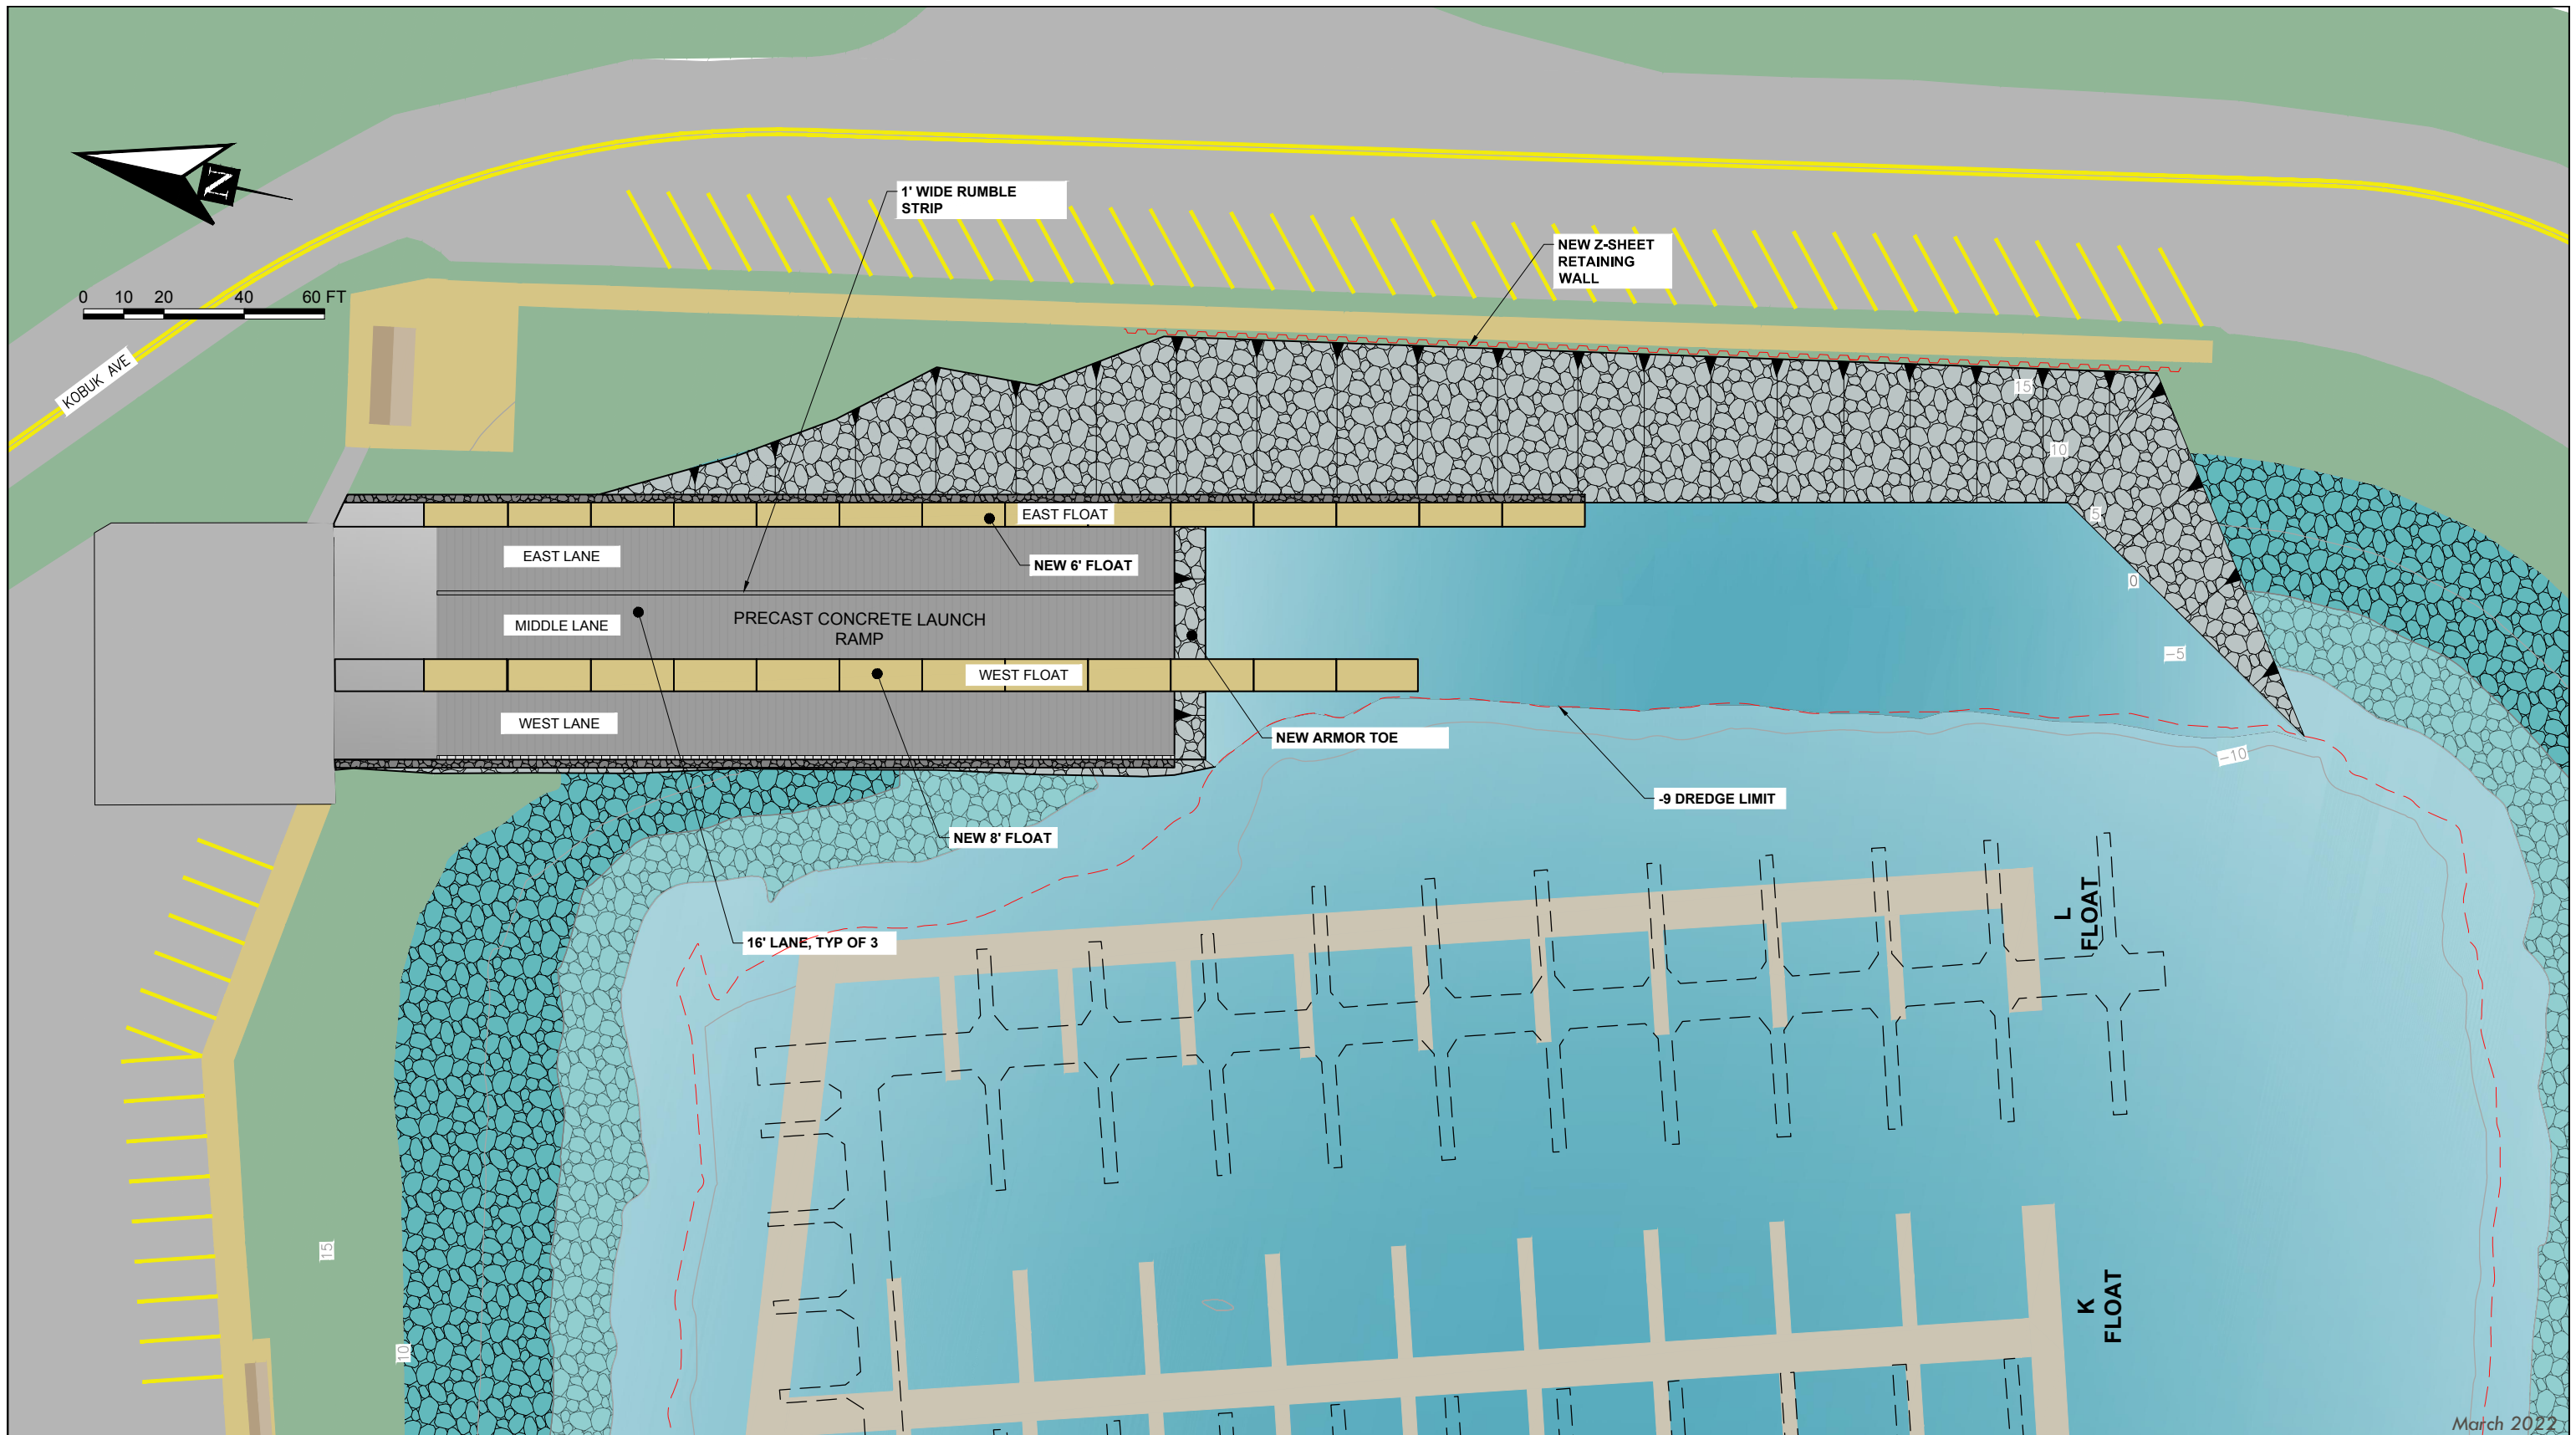 1' WIDE RUMBLE
STRIP
N
NEW Z-SHEET
RETAINING
WALL
0 10 20 40 60 FT
KOBUK AVE
15
10
5
0
-5
-10
EAST FLOAT
EAST LANE
NEW 6' FLOAT
MIDDLE LANE
PRECAST CONCRETE LAUNCH
RAMP
WEST FLOAT
WEST LANE
NEW ARMOR TOE
-9 DREDGE LIMIT
NEW 8' FLOAT
16' LANE, TYP OF 3
L
FLOAT
15
10
K
FLOAT
March 2022